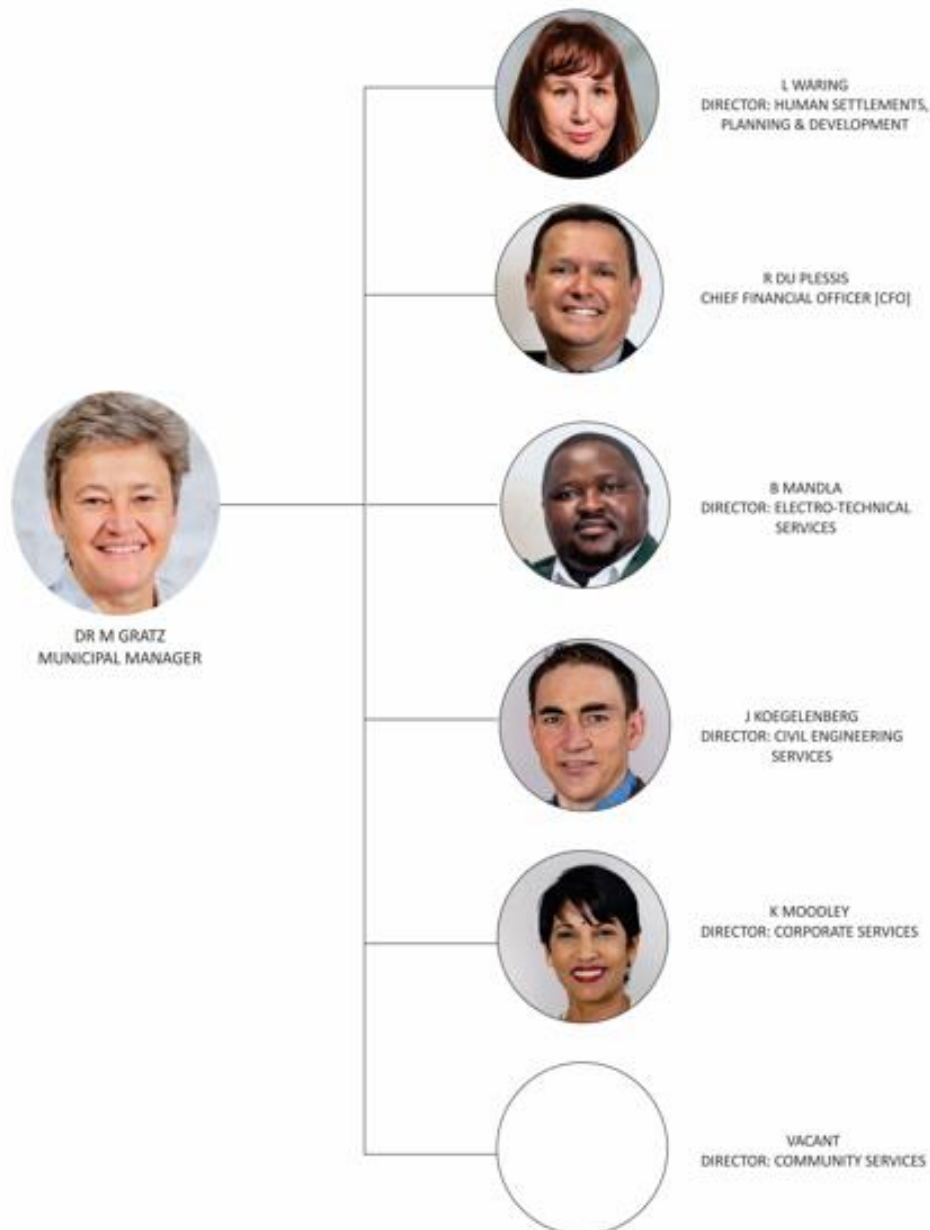 L WARING
DIRECTOR: HUMAN SETTLEMENTS,
PLANNING & DEVELOPMENT
R DU PLESSIS
CHIEF FINANCIAL OFFICER [CFO]
B MANDLA
DIRECTOR: ELECTRO-TECHNICAL
SERVICES
DR M GRATZ
MUNICIPAL MANAGER
J KOEGELENBERG
DIRECTOR: CIVIL ENGINEERING
SERVICES
K MOODLEY
DIRECTOR: CORPORATE SERVICES
VACANT
DIRECTOR: COMMUNITY SERVICES